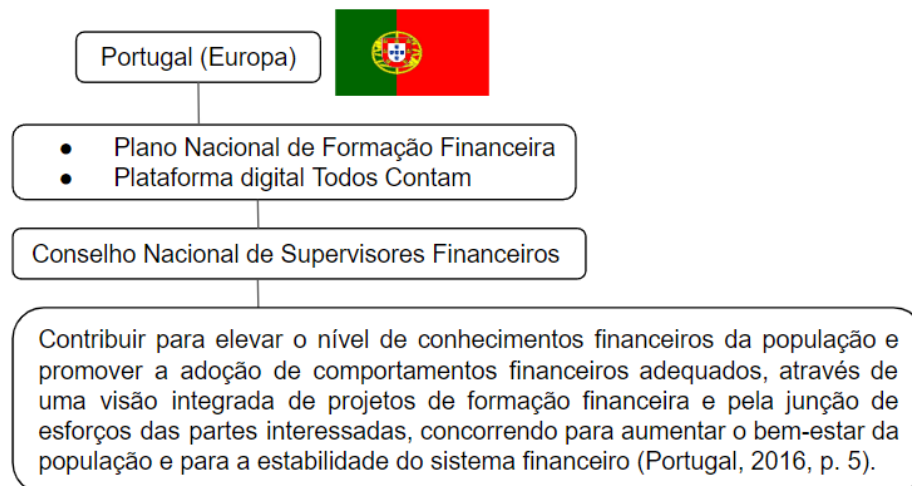 Portugal (Europa)
● Plano Nacional de Formação Financeira
● Plataforma digital Todos Contam
Conselho Nacional de Supervisores Financeiros
Contribuir para elevar o nível de conhecimentos financeiros da população e
promover a adoção de comportamentos financeiros adequados, através de
uma visão integrada de projetos de formação financeira e pela junção de
esforços das partes interessadas, concorrendo para aumentar o bem-estar da
população e para a estabilidade do sistema financeiro (Portugal, 2016, p. 5).